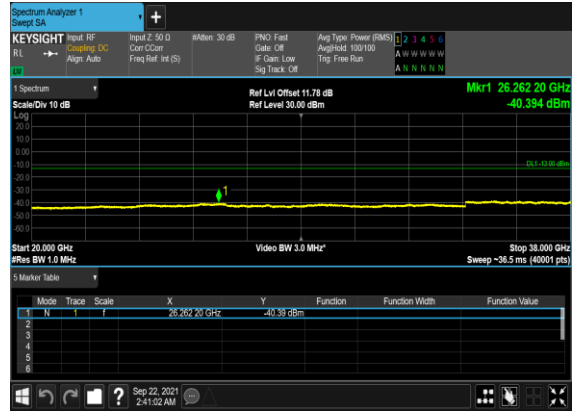 Spectrum Analyzer 1
Swept SA
+
KEYSIGHT Input: RF Input Z: 50 Ω #Atten: 30 dB PNO: Fast Avg Type: Power (RMS) 1 2 3 4 5 6
RL Coupling: DC Corr CCorr Gate: Off Avg|Hold: 100/100 A W W W W W
Align: Auto Freq Ref: Int (S) IF Gain: Low Trig: Free Run
Sig Track: Off A N N N N N
1 Spectrum Ref Lvl Offset 11.78 dB Mkr1 26.262 20 GHz
Scale/Div 10 dB Ref Level 30.00 dBm -40.394 dBm
Log
20.0
10.0
0.00
-10.0
DL1 -13.00 dBm
-20.0
-30.0
1
-40.0
-50.0
-60.0
Start 20.000 GHz Video BW 3.0 MHz* Stop 38.000 GHz
#Res BW 1.0 MHz Sweep ~36.5 ms (40001 pts)
5 Marker Table
Mode Trace Scale X Y Function Function Width Function Value
1 N 1 f 26.262 20 GHz -40.39 dBm
2
3
4
5
6
? Sep 22, 2021
2:41:02 AM